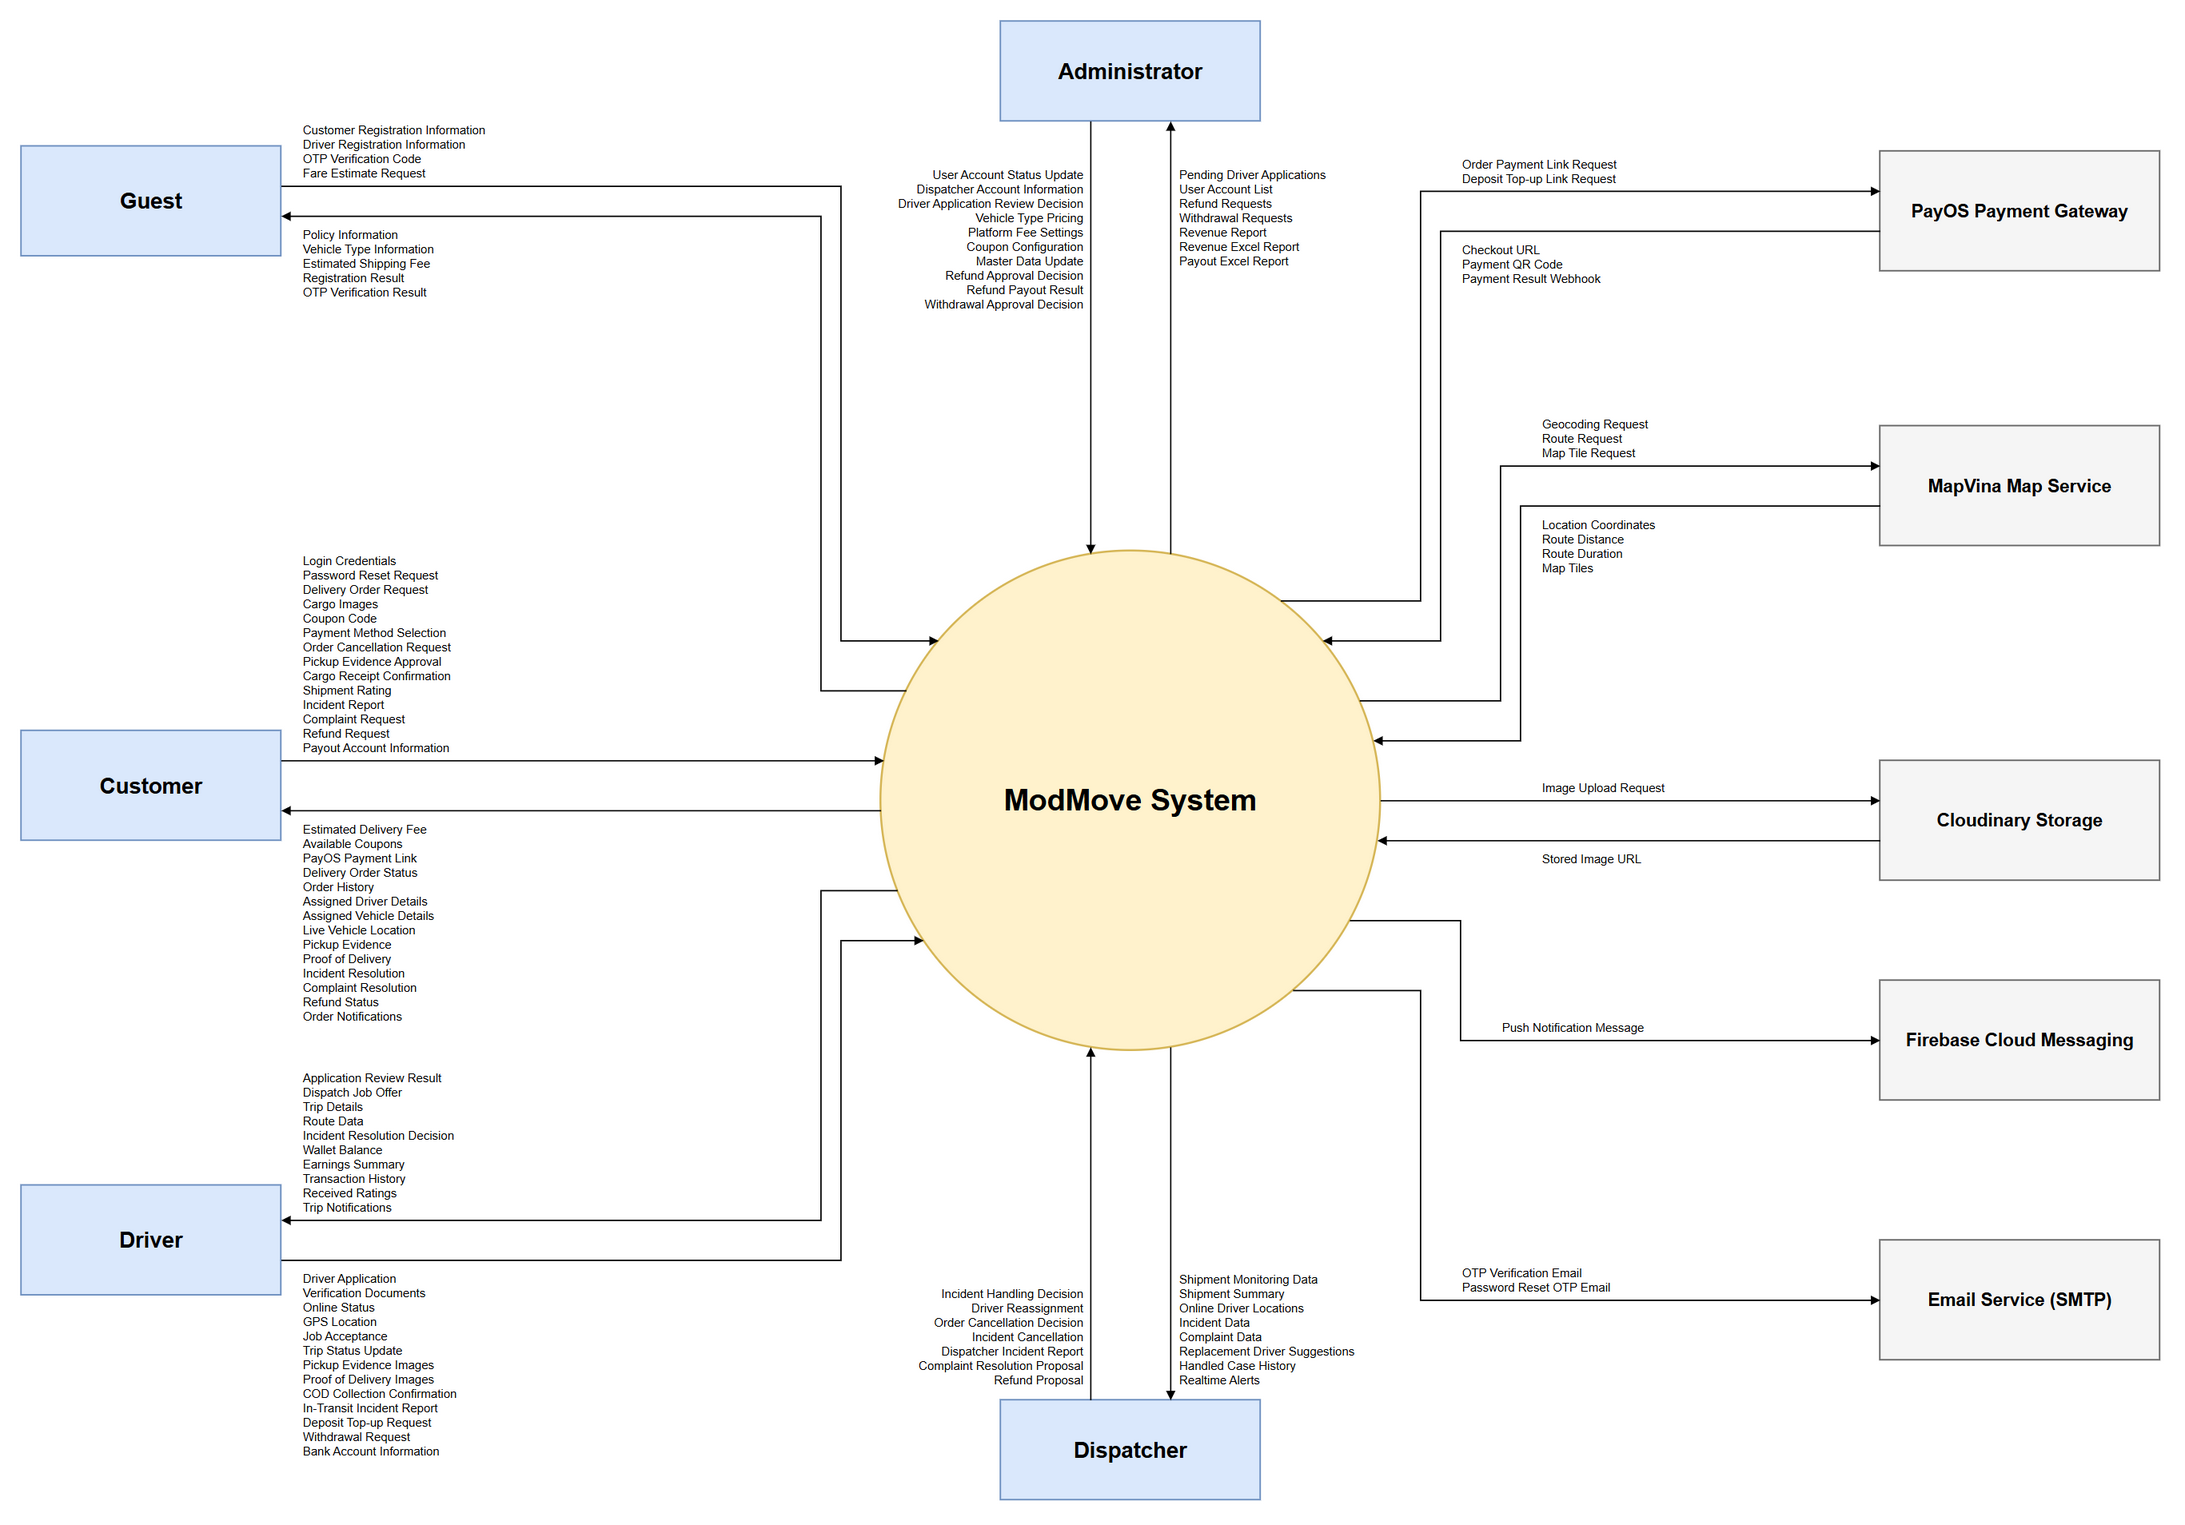 Administrator
User Account Status Update
Dispatcher Account Information
Driver Application Review Decision
Vehicle Type Pricing
Platform Fee Settings
Coupon Configuration
Master Data Update
Refund Approval Decision
Refund Payout Result
Withdrawal Approval Decision
Pending Driver Applications
User Account List
Refund Requests
Withdrawal Requests
Revenue Report
Revenue Excel Report
Payout Excel Report
Guest
Customer Registration Information
Driver Registration Information
OTP Verification Code
Fare Estimate Request
Policy Information
Vehicle Type Information
Estimated Shipping Fee
Registration Result
OTP Verification Result
Order Payment Link Request
Deposit Top-up Link Request
PayOS Payment Gateway
Checkout URL
Payment QR Code
Payment Result Webhook
Geocoding Request
Route Request
Map Tile Request
MapVina Map Service
Location Coordinates
Route Distance
Route Duration
Map Tiles
Login Credentials
Password Reset Request
Delivery Order Request
Cargo Images
Coupon Code
Payment Method Selection
Order Cancellation Request
Pickup Evidence Approval
Cargo Receipt Confirmation
Shipment Rating
Incident Report
Complaint Request
Refund Request
Payout Account Information
Customer
ModMove System
Image Upload Request
Cloudinary Storage
Stored Image URL
Estimated Delivery Fee
Available Coupons
PayOS Payment Link
Delivery Order Status
Order History
Assigned Driver Details
Assigned Vehicle Details
Live Vehicle Location
Pickup Evidence
Proof of Delivery
Incident Resolution
Complaint Resolution
Refund Status
Order Notifications
Push Notification Message
Firebase Cloud Messaging
Application Review Result
Dispatch Job Offer
Trip Details
Route Data
Incident Resolution Decision
Wallet Balance
Earnings Summary
Transaction History
Received Ratings
Trip Notifications
Driver
Driver Application
Verification Documents
Online Status
GPS Location
Job Acceptance
Trip Status Update
Pickup Evidence Images
Proof of Delivery Images
COD Collection Confirmation
In-Transit Incident Report
Deposit Top-up Request
Withdrawal Request
Bank Account Information
Incident Handling Decision
Driver Reassignment
Order Cancellation Decision
Incident Cancellation
Dispatcher Incident Report
Complaint Resolution Proposal
Refund Proposal
Shipment Monitoring Data
Shipment Summary
Online Driver Locations
Incident Data
Complaint Data
Replacement Driver Suggestions
Handled Case History
Realtime Alerts
Dispatcher
OTP Verification Email
Password Reset OTP Email
Email Service (SMTP)